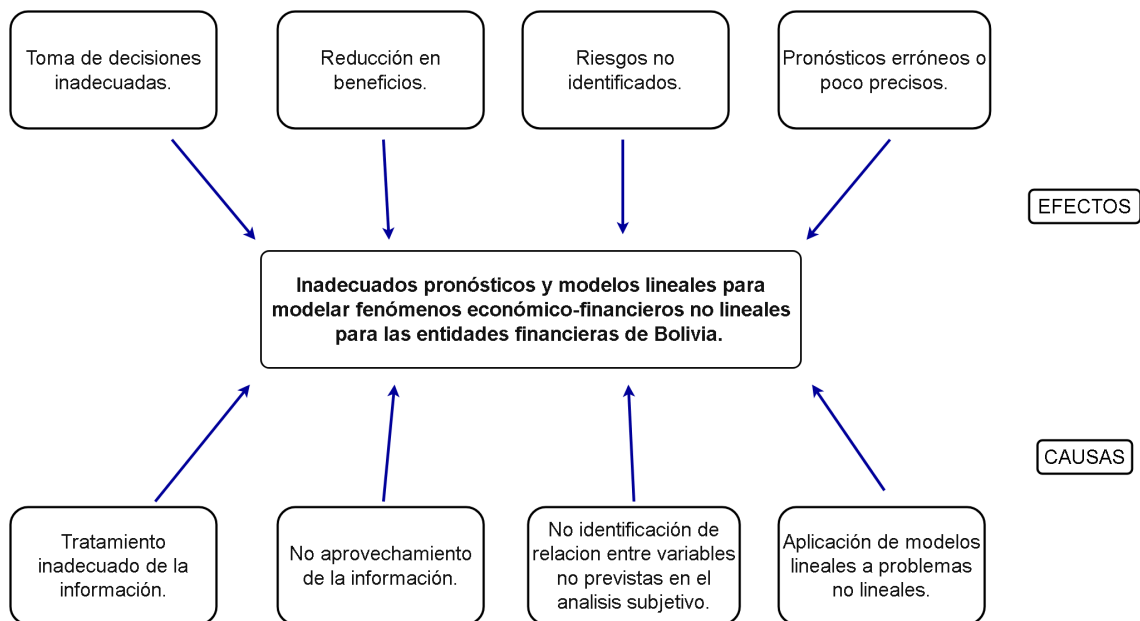 Toma de decisiones
inadecuadas.
Reducción en
beneficios.
Riesgos no
identificados.
Pronósticos erróneos o
poco precisos.
EFECTOS
Inadecuados pronósticos y modelos lineales para
modelar fenómenos económico-financieros no lineales
para las entidades financieras de Bolivia.
CAUSAS
Tratamiento
inadecuado de la
información.
No aprovechamiento
de la información.
No identificación de
relacion entre variables
no previstas en el
analisis subjetivo.
Aplicación de modelos
lineales a problemas
no lineales.